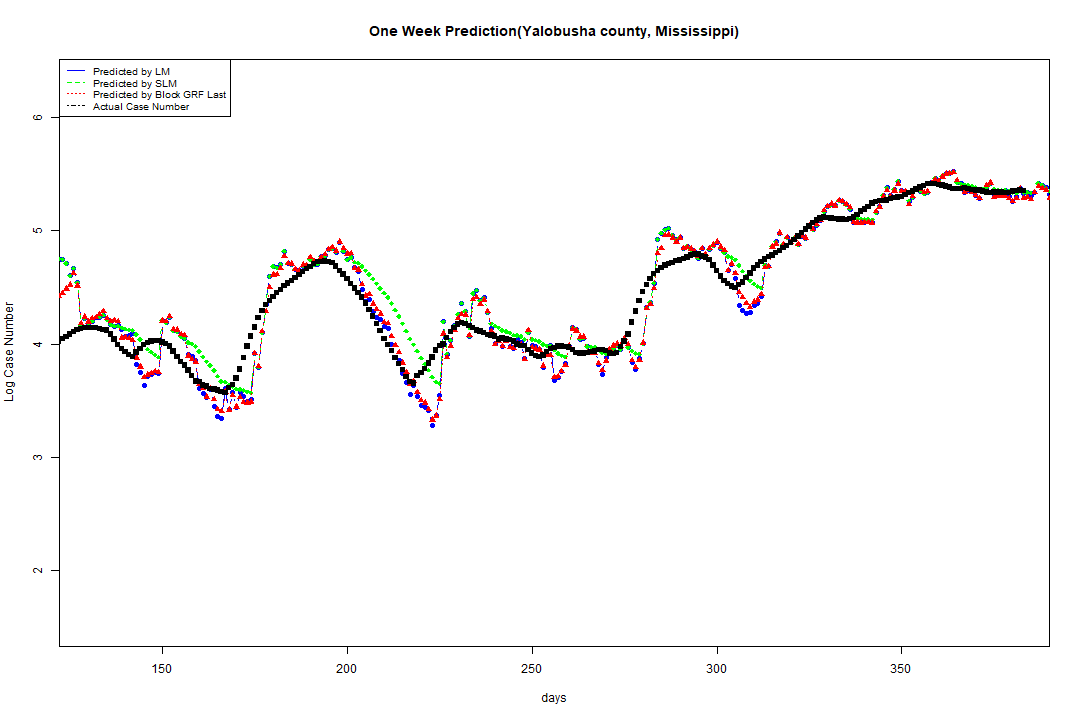 One Week Prediction(Yalobusha county, Mississippi)
Predicted by LM
Predicted by SLM
Predicted by Block GRF Last
Actual Case Number
6
5
4
3
2
Log Case Number
150
200
250
300
350
days